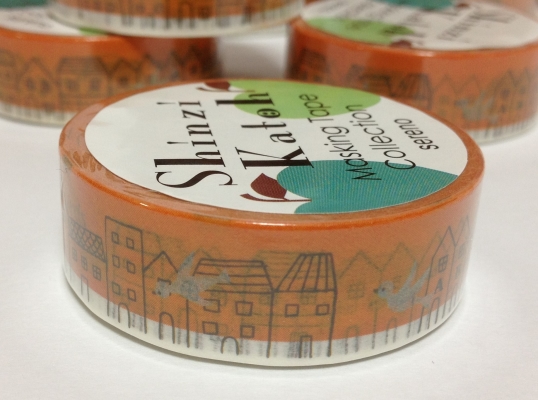 Shinzi
Katoh
Masking Tape
Collection
sereno